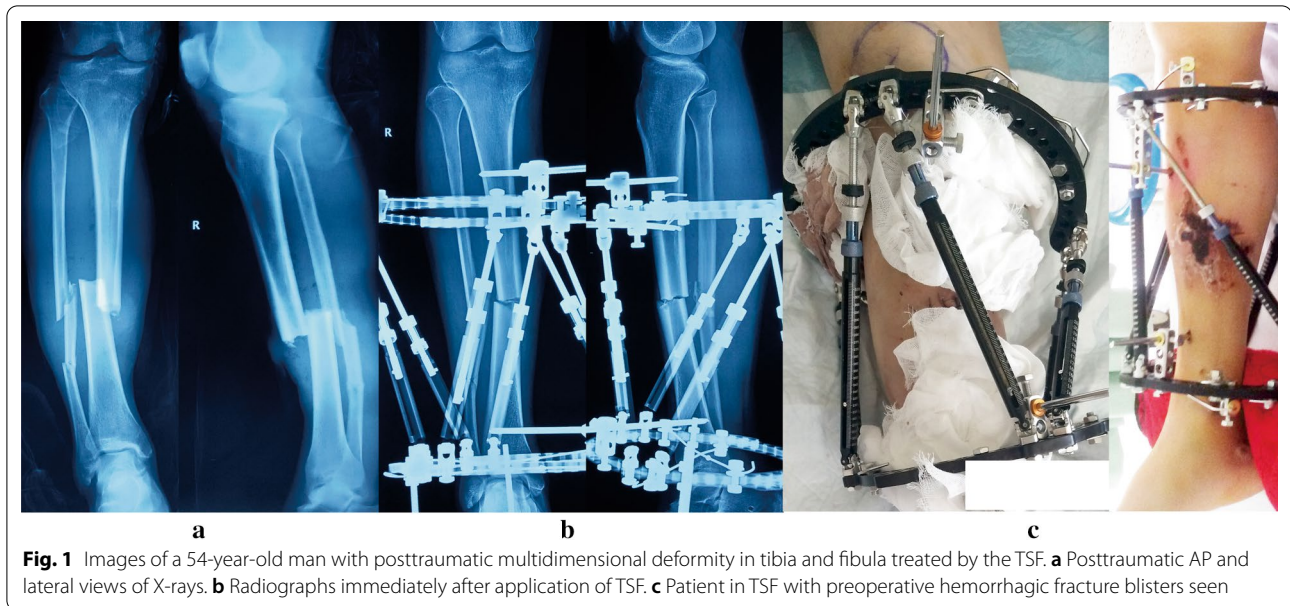 R
R
R
R
a
b
c
Fig. 1 Images of a 54-year-old man with posttraumatic multidimensional deformity in tibia and fibula treated by the TSF. a Posttraumatic AP and
lateral views of X-rays. b Radiographs immediately after application of TSF. c Patient in TSF with preoperative hemorrhagic fracture blisters seen